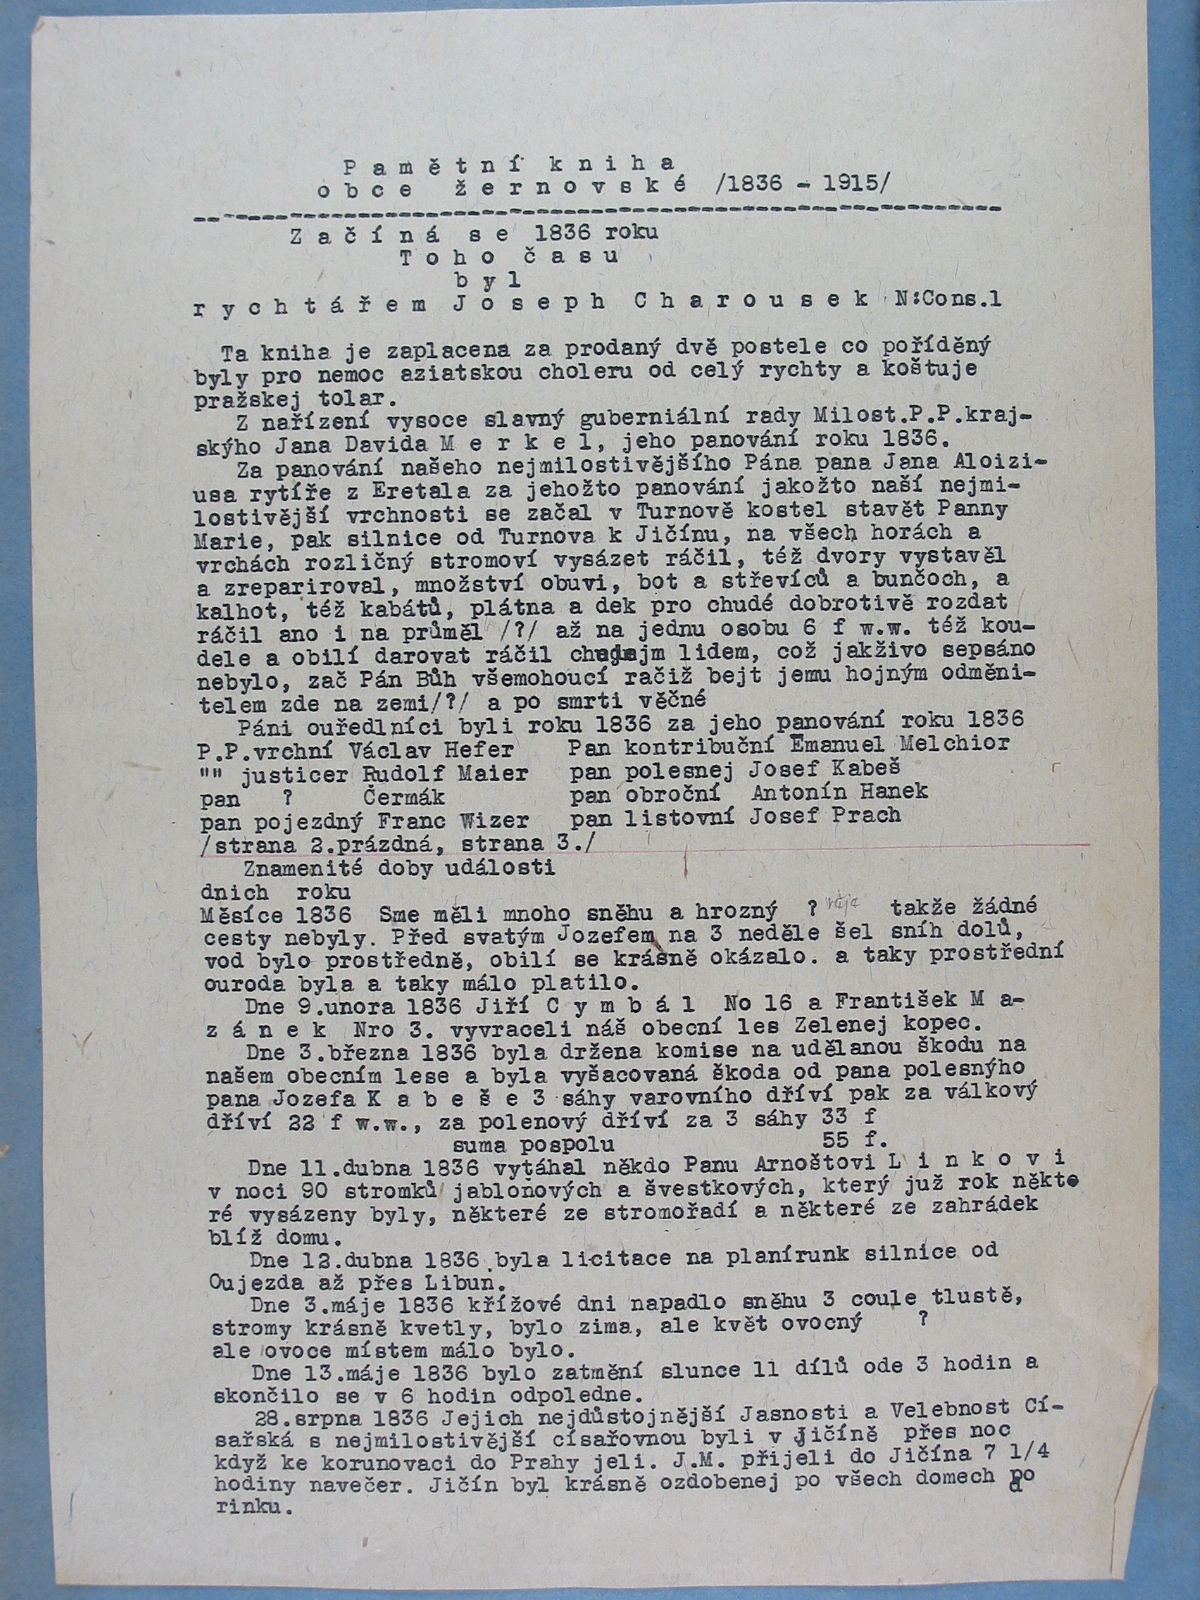 P a m ě t n í  k n i h a
o b c e  ž e r n o v s k é /1836 - 1915/
Z a č í n á  s e 1836 roku
T o h o  č a s u
b y l
r y c h t á ř e m  J o s e p h  C h a r o u s e k N:Cons.1
Ta kniha je zaplacena za prodaný dvě postele co poříděný
byly pro nemoc aziatskou choleru od celý rychty a koštuje
pražskej tolar.
Z nařízení vysoce slavný guberniální rady Milost.P.P.kraj-
skýho Jana Davida M e r k e l, jeho panování roku 1836.
Za panování našeho nejmilostivějšího Pána pana Jana Aloizi-
usa rytíře z Eretala za jehožto panování jakožto naší nejmi-
lostivější vrchnosti se začal v Turnově kostel stavět Panny
Marie, pak silnice od Turnova k Jičínu, na všech horách a
vrchách rozličný stromoví vysázet ráčil, též dvory vystavěl
a zrepariroval, množství obuvi, bot a střevíců a bunčoch, a
kalhot, též kabátů, plátna a dek pro chudé dobrotivě rozdat
ráčil ano i na průměl /?/ až na jednu osobu 6 f w.w. též kou-
dele a obilí darovat ráčil lidem, což jakživo sepsáno
nebylo, zač Pán Bůh všemohoucí račiž bejt jemu hojným odměni-
telem zde na zemi/?/ a po smrti věčné
Páni ouředlníci byli roku 1836 za jeho panování roku 1836
P.P.vrchní Václav Hefer Pan kontribuční Emanuel Melchior
"" justicer Rudolf Maier pan polesnej Josef Kabeš
pan ? Čermák pan obroční Antonín Hanek
pan pojezdný Franc Wizer pan listovní Josef Prach
/strana 2.prázdná, strana 3./
Znamenité doby události
dnich roku
Měsíce 1836 Sme měli mnoho sněhu a hrozný ? takže žádné
cesty nebyly. Před svatým Jozefem na 3 neděle šel sníh dolů,
vod bylo prostředně, obilí se krásně okázalo. a taky prostřední
ouroda byla a taky málo platilo.
Dne 9.unora 1836 Jiří C y m b á l No 16 a František M a-
z á n e k Nro 3. vyvraceli náš obecní les Zelenej kopec.
Dne 3.března 1836 byla držena komise na udělanou škodu na
našem obecním lese a byla vyšacovaná škoda od pana polesnýho
pana Jozefa K a b e š e 3 sáhy varovního dříví pak za válkový
dříví 22 f w.w., za polenový dříví za 3 sáhy 33 f
suma pospolu 55 f.
Dne 11.dubna 1836 vytáhal někdo Panu Arnoštovi L i n k o v i
v noci 90 stromků jabloňových a švestkových, který již rok někte
ré vysázeny byly, některé ze stromořadí a některé ze zahrádek
blíž domu.
Dne 12.dubna 1836 byla licitace na planírunk silnice od
Oujezda až přes Libuň.
Dne 3.máje 1836 křížové dni napadlo sněhu 3 coule tlustě,
stromy krásně kvetly, bylo zima, ale květ ovocný ?
ale ovoce místem málo bylo.
Dne 13.máje 1836 bylo zatmění slunce 11 dílů ode 3 hodin a
skončilo se v 6 hodin odpoledne.
28.srpna 1836 Jejich nejdůstojnější Jasnosti a Velebnost Cí-
sařská s nejmilostivější císařovnou byli v Jičíně přes noc
když ke korunovaci do Prahy jeli. J.M. přijeli do Jičína 7 1/4
hodiny navečer. Jičín byl krásně ozdobenej po všech domech po
rinku.